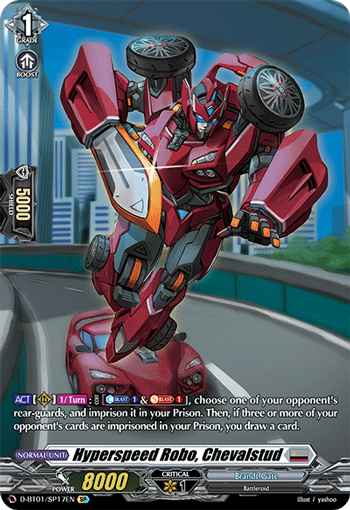 1
GRADE
BOOST
5000
SHIELD
ACT [ ] 1/Turn : [ BLAST 1 & BLAST 1 ], choose one of your opponent's
rear-guards, and imprison it in your Prison. Then, if three or more of
your opponent's cards are imprisoned in your Prison, you draw a card.
NORMAL UNIT
Hyperspeed Robo, Chevalstud
POWER 8000
CRITICAL
1
Brandt Gate
Battleroid
D-BT01/SP17EN SP
Illust / yashoo